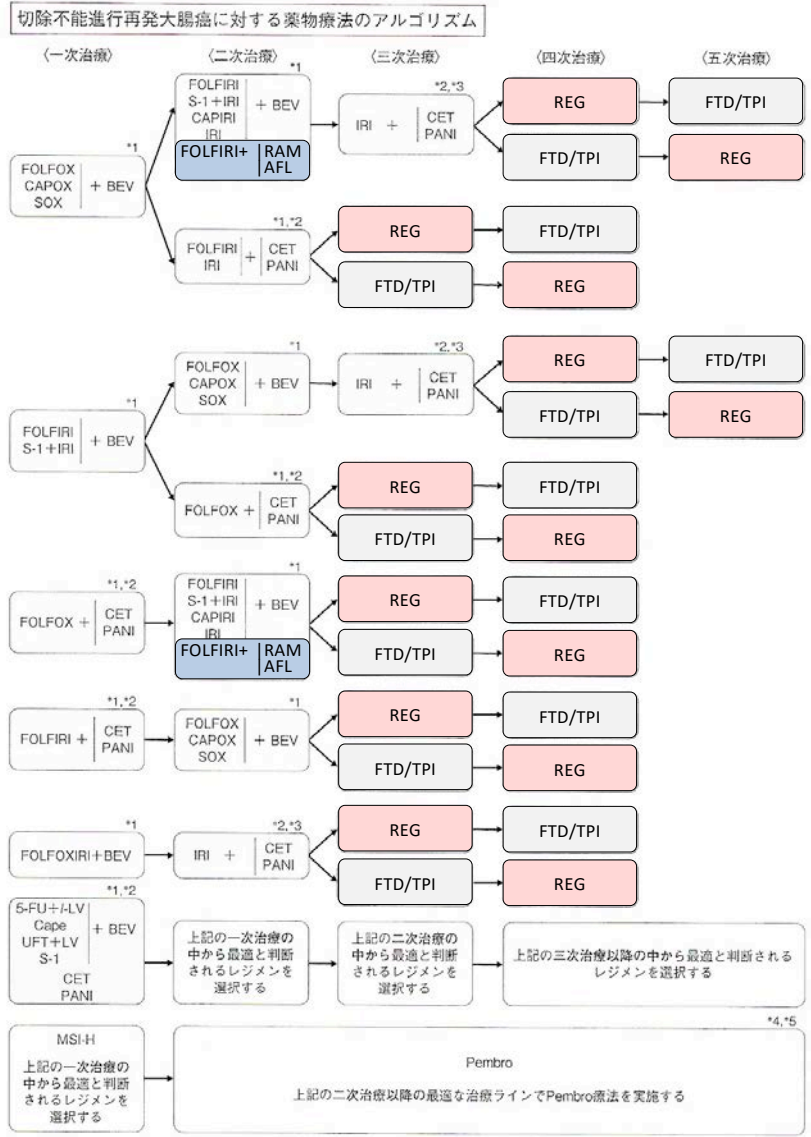 切除不能進行再発大腸癌に対する薬物療法のアルゴリズム
〈一次治療〉 〈二次治療〉 〈三次治療〉 〈四次治療〉 〈五次治療〉
*1
FOLFOX
CAPOX
SOX
+ BEV
*1
FOLFIRI
S-1+IRI
CAPIRI
IRI
+ BEV
FOLFIRI+ RAM
AFL
*2,*3
IRI + CET
PANI
REG
FTD/TPI
FTD/TPI
REG
*1,*2
FOLFIRI
IRI
+ CET
PANI
REG
FTD/TPI
FTD/TPI
REG
*1
FOLFIRI
S-1+IRI
+ BEV
*1
FOLFOX
CAPOX
SOX
+ BEV
*2,*3
IRI + CET
PANI
REG
FTD/TPI
FTD/TPI
REG
*1,*2
FOLFOX + CET
PANI
REG
FTD/TPI
FTD/TPI
REG
*1,*2
FOLFOX + CET
PANI
*1
FOLFIRI
S-1+IRI
CAPIRI
IRI
+ BEV
FOLFIRI+ RAM
AFL
REG
FTD/TPI
FTD/TPI
REG
*1,*2
FOLFIRI + CET
PANI
*1
FOLFOX
CAPOX
SOX
+ BEV
REG
FTD/TPI
FTD/TPI
REG
*1
FOLFOXIRI+BEV
*2,*3
IRI + CET
PANI
REG
FTD/TPI
FTD/TPI
REG
*1,*2
5-FU+/-LV
Cape
UFT+LV
S-1
+ BEV
CET
PANI
上記の一次治療の
中から最適と判断
されるレジメンを
選択する
上記の二次治療の
中から最適と判断
されるレジメンを
選択する
上記の三次治療以降の中から最適と判断される
レジメンを選択する
MSI-H
上記の一次治療の
中から最適と判断
されるレジメンを
選択する
*4,*5
Pembro
上記の二次治療以降の最適な治療ラインでPembro療法を実施する